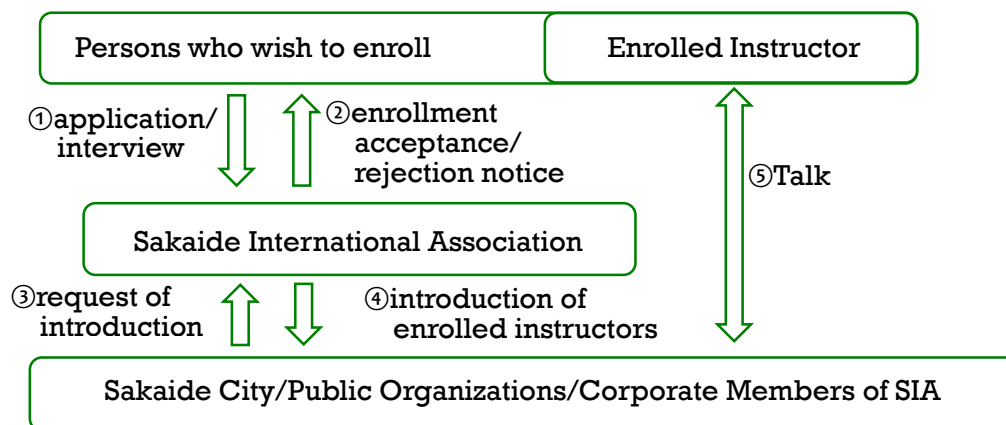 Persons who wish to enroll
Enrolled Instructor
①application/
interview
②enrollment
acceptance/
rejection notice
⑤Talk
Sakaide International Association
③request of
introduction
④introduction of
enrolled instructors
Sakaide City/Public Organizations/Corporate Members of SIA